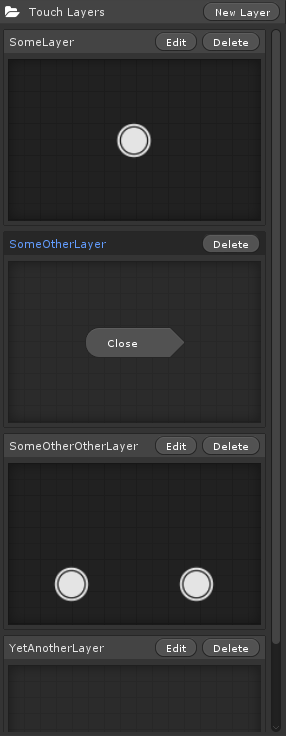 Touch Layers New Layer
SomeLayer Edit Delete
SomeOtherLayer Delete
Close
SomeOtherOtherLayer Edit Delete
YetAnotherLayer Edit Delete